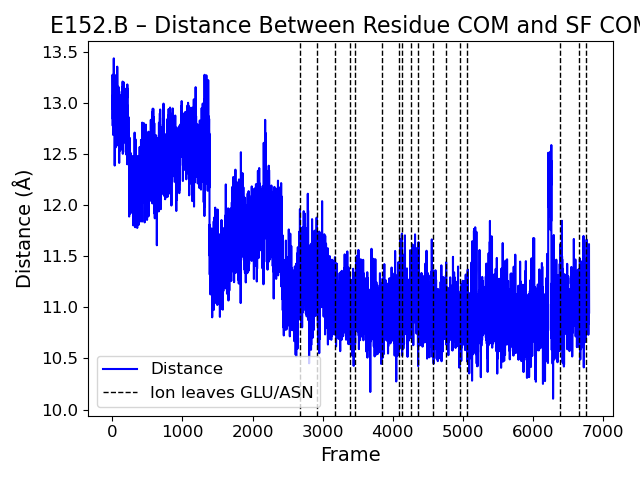 E152.B – Distance Between Residue COM and SF COM
13.5
13.0
12.5
12.0
11.5
11.0
10.5
10.0
Distance (Å)
Distance
Ion leaves GLU/ASN
0 1000 2000 3000 4000 5000 6000 7000
Frame